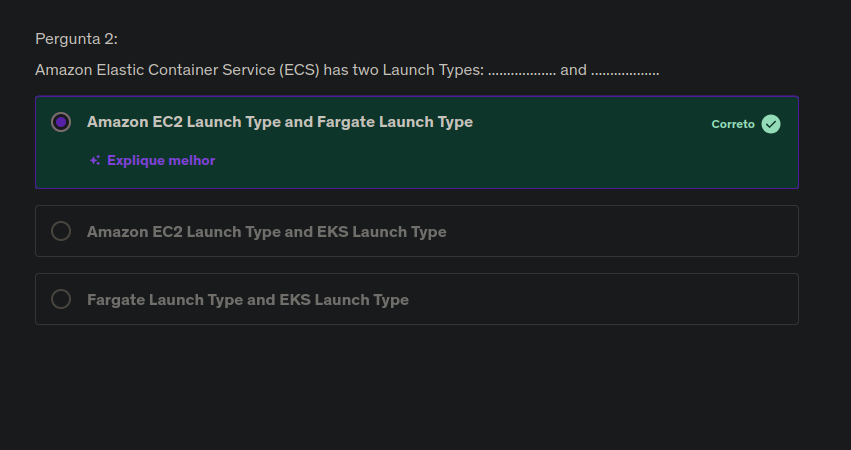 Pergunta 2:
Amazon Elastic Container Service (ECS) has two Launch Types: .................. and ..................
Amazon EC2 Launch Type and Fargate Launch Type
Correto
Explique melhor
Amazon EC2 Launch Type and EKS Launch Type
Fargate Launch Type and EKS Launch Type